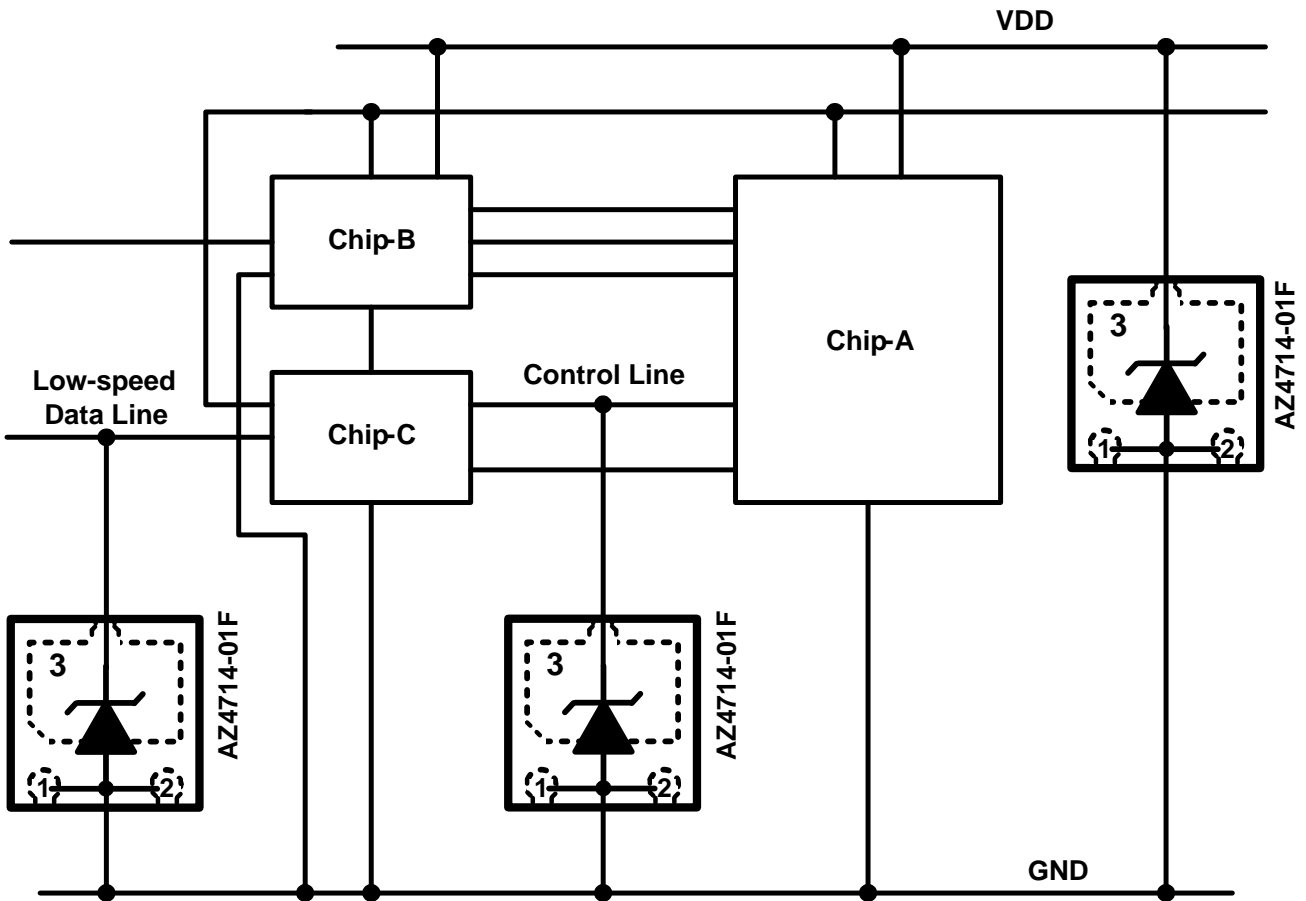 VDD
Chip-B
Chip-A
3
AZ4714-01F
1
2
Low-speed
Data Line
Control Line
Chip-C
3
AZ4714-01F
1
2
3
AZ4714-01F
1
2
GND